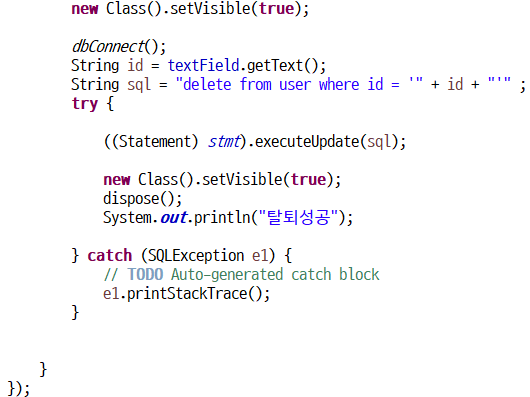 new Class().setVisible(true);
dbConnect();
String id = textField.getText();
String sql = "delete from user where id = '" + id + "'" ;
try {
((Statement) stmt).executeUpdate(sql);
new Class().setVisible(true);
dispose();
System.out.println("탈퇴성공");
} catch (SQLException e1) {
// TODO Auto-generated catch block
e1.printStackTrace();
}
}
});